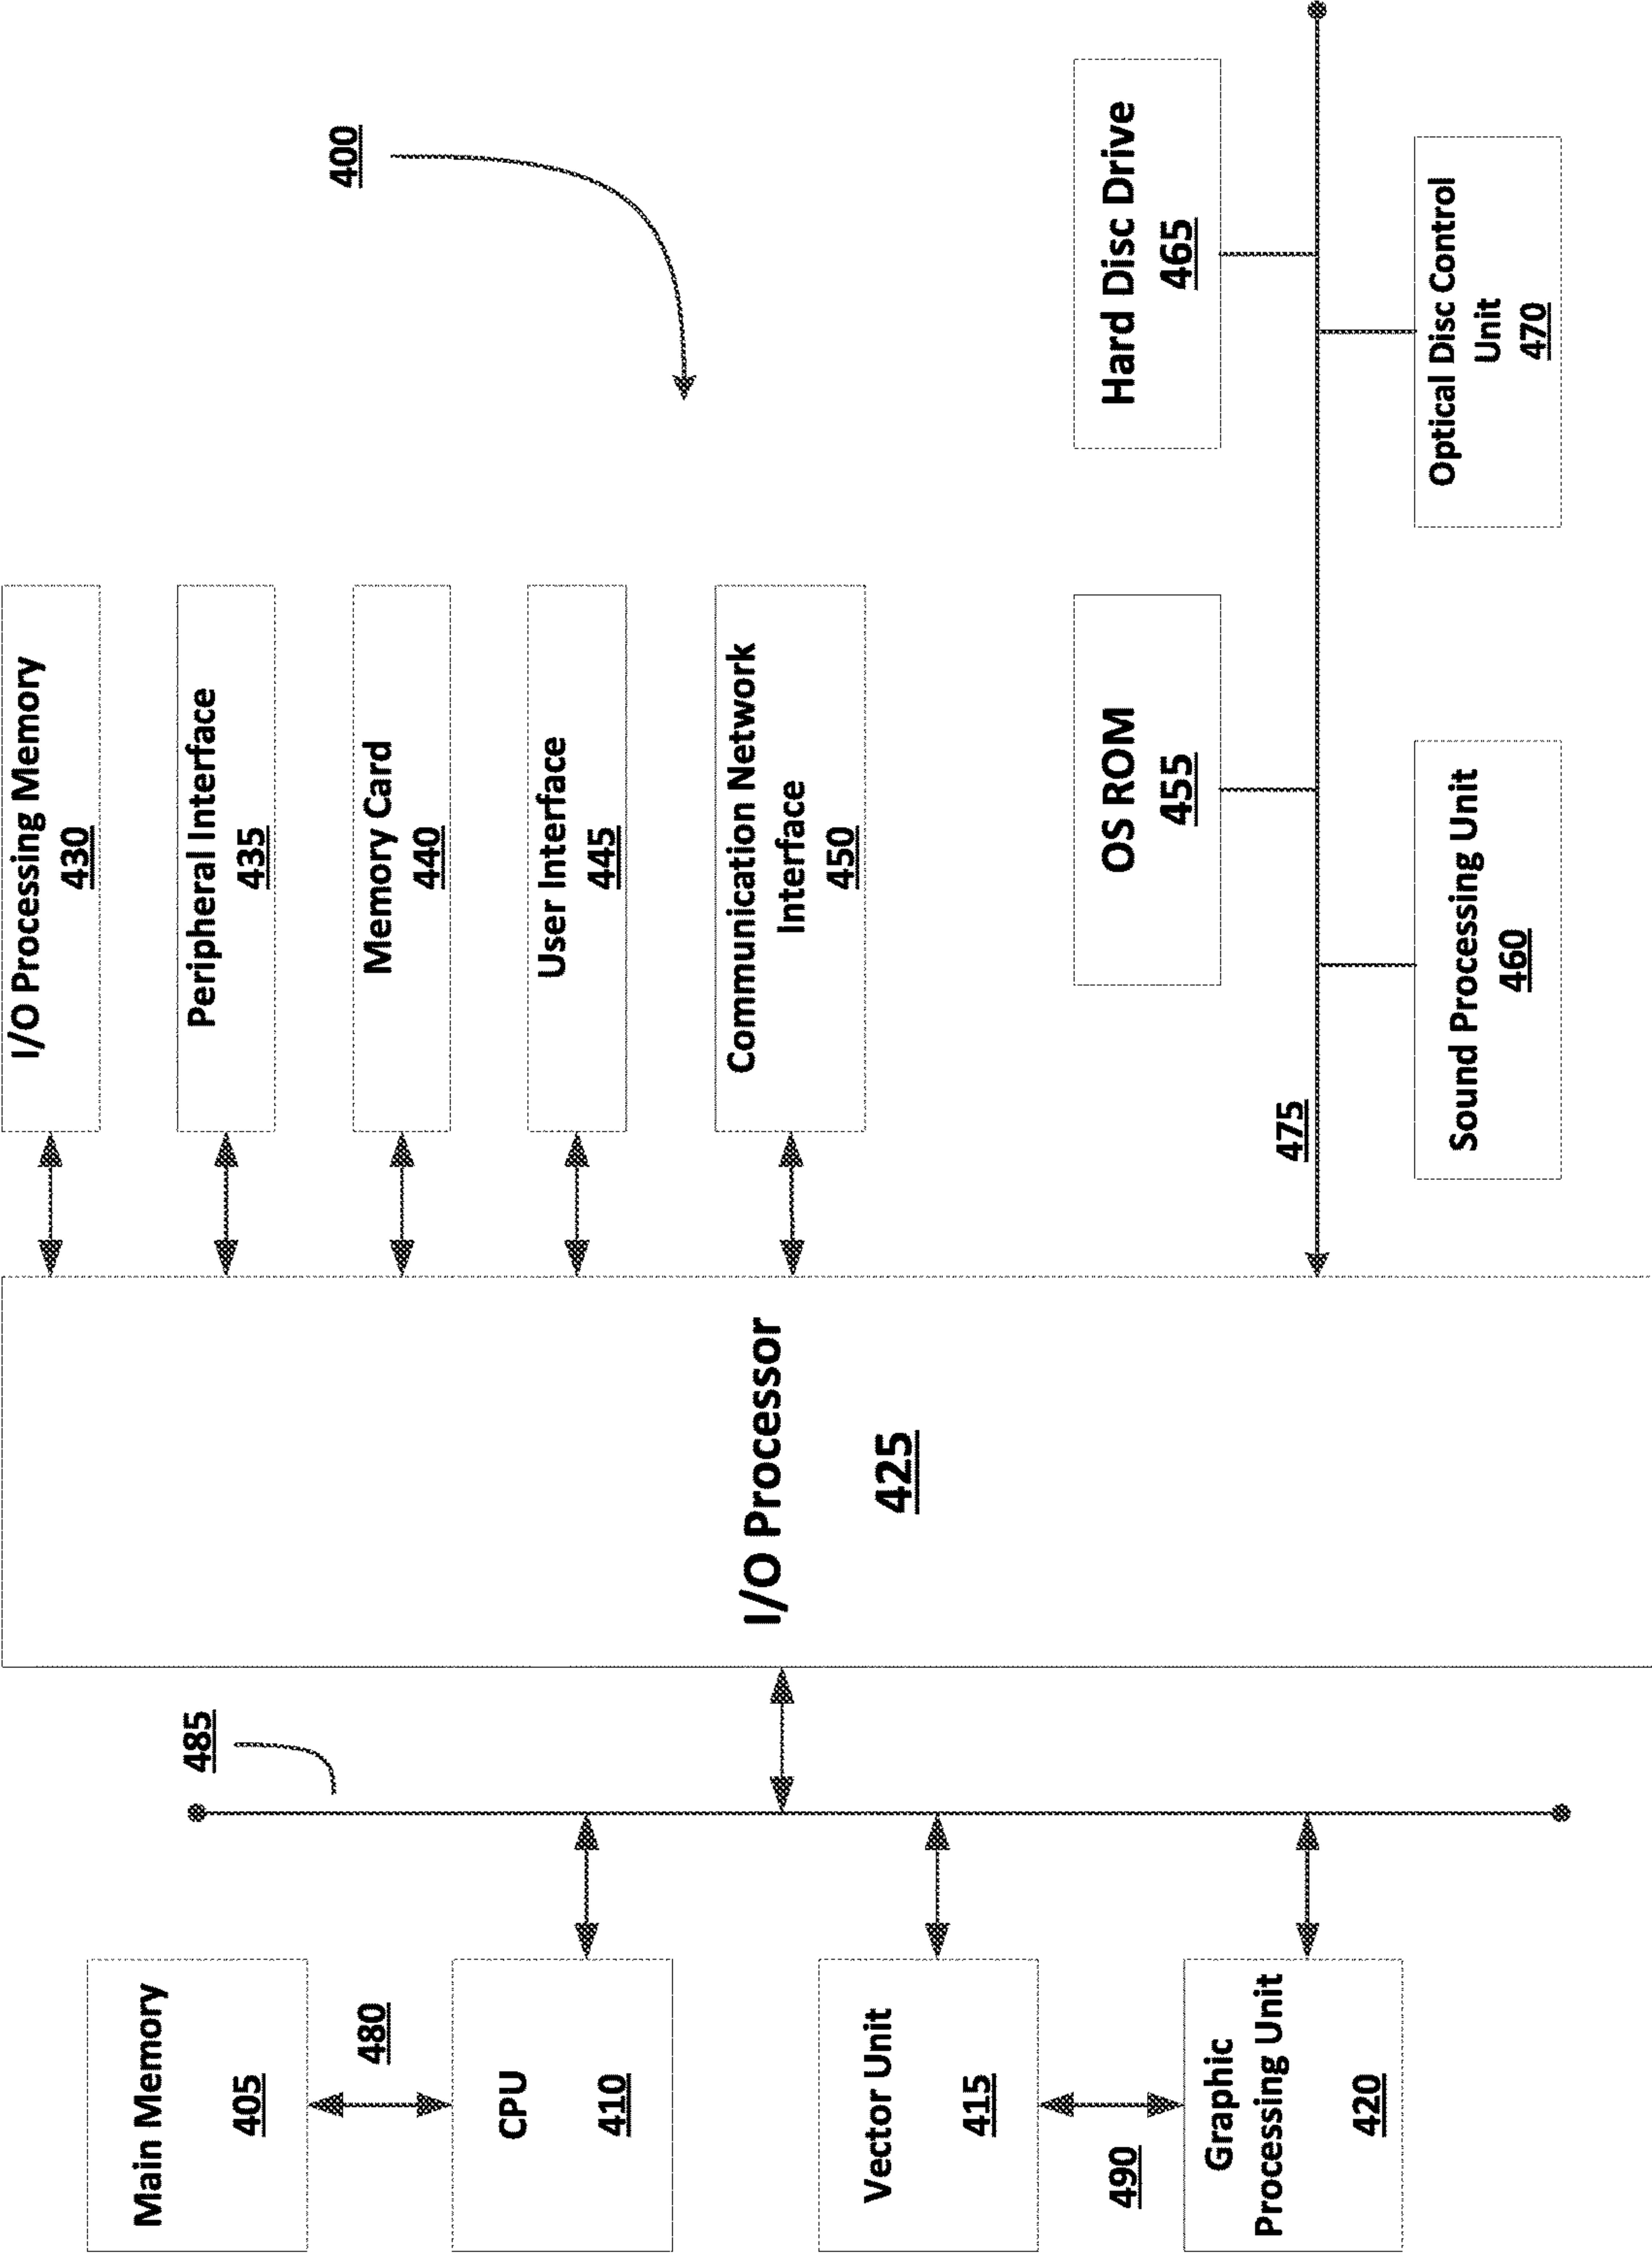 Main Memory
405
480
CPU
410
Vector Unit
415
490
Graphic
Processing Unit
420
485
I/O Processor
425
I/O Processing Memory
430
Peripheral Interface
435
Memory Card
440
User Interface
445
Communication Network
Interface
450
400
475
OS ROM
455
Sound Processing Unit
460
Hard Disc Drive
465
Optical Disc Control
Unit
470